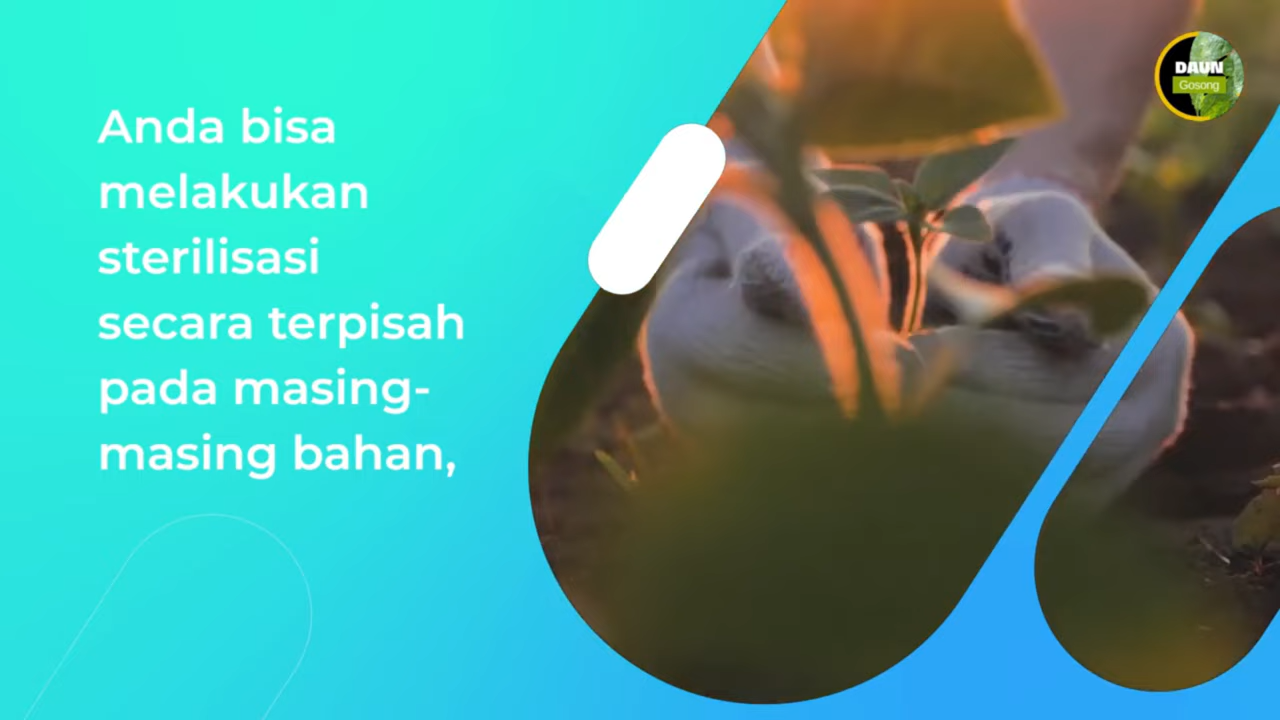 Anda bisa
melakukan
sterilisasi
secara terpisah
pada masing-
masing bahan,
DAUN
Gosong